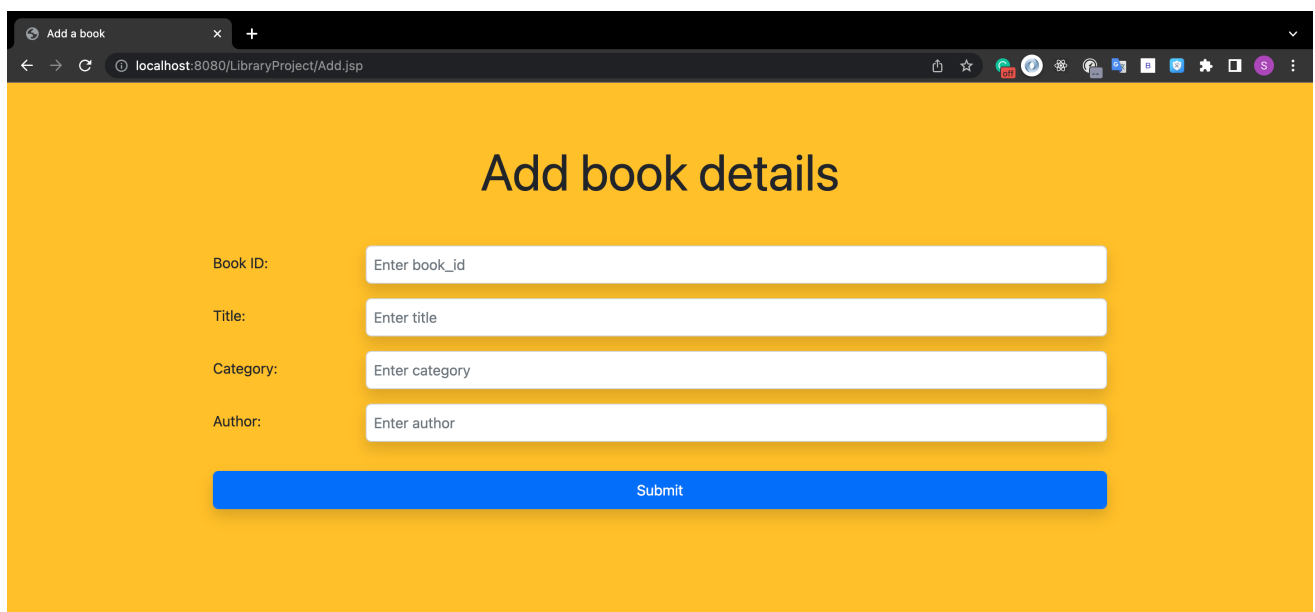 Add a book
localhost:8080/LibraryProject/Add.jsp
off
B
S
Add book details
Book ID: Enter book_id
Title: Enter title
Category: Enter category
Author: Enter author
Submit